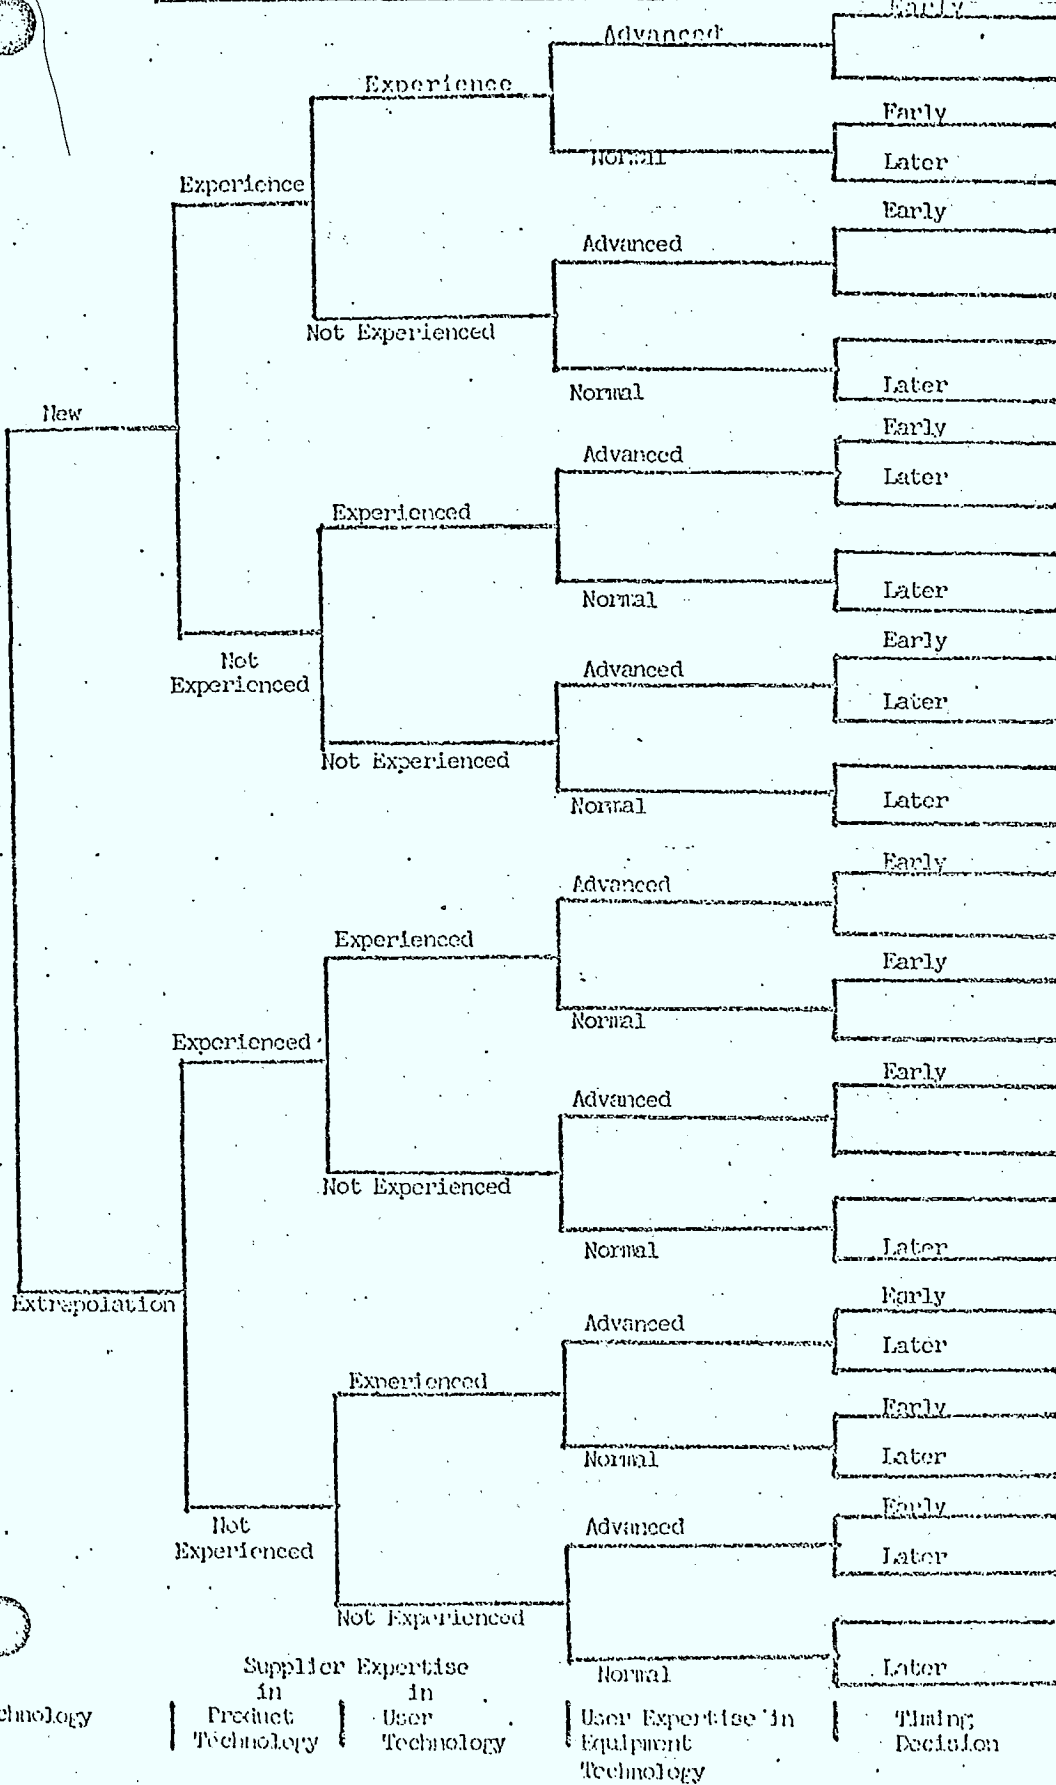 Early
Advanced
Experience
Early
Normal
Later
Experience
Early
Advanced
Not Experienced
Later
Normal
New
Early
Advanced
Later
Experienced
Later
Normal
Early
Not
Experienced
Advanced
Later
Not Experienced
Later
Normal
Early
Advanced
Experienced
Early
Normal
Experienced
Early
Advanced
Not Experienced
Later
Normal
Early
Extrapolation
Advanced
Later
Experienced
Early
Later
Normal
Early
Not
Experienced
Advanced
Later
Not Experienced
Later
Normal
Supplier Expertise
in in
chnology Product User User Expertise in Timing
Technology Technology Equipment Decision
Technology